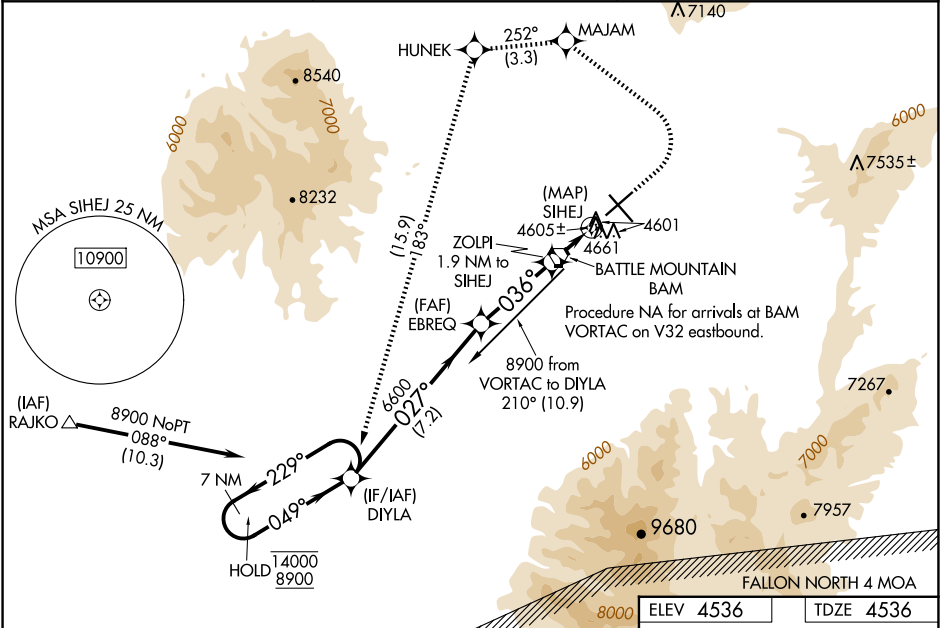 7140
HUNEK
252°
(3.3)
MAJAM
8540
7000
6000
8232
6000
7535±
MSA SIHEJ 25 NM
10900
(15.9)
183°
(MAP)
SIHEJ
4605±
4601
4661
ZOLPI
1.9 NM to
SIHEJ
BATTLE MOUNTAIN
BAM
036°
(FAF)
EBREQ
Procedure NA for arrivals at BAM
VORTAC on V32 eastbound.
8900 from
VORTAC to DIYLA
210° (10.9)
6600
027°
(7.2)
(IAF)
RAJKO
8900 NoPT
088°
(10.3)
7 NM
229°
049°
(IF/IAF)
DIYLA
HOLD
14000
8900
7267
7000
6000
7957
9680
8000
FALLON NORTH 4 MOA
ELEV 4536
TDZE 4536